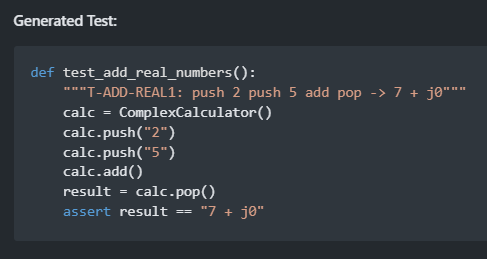 Generated Test:
def test_add_real_numbers():
    """T-ADD-REAL1: push 2 push 5 add pop -> 7 + j0"""
    calc = ComplexCalculator()
    calc.push("2")
    calc.push("5")
    calc.add()
    result = calc.pop()
    assert result == "7 + j0"